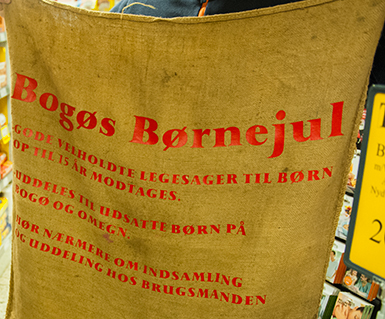 Bogøs Børnejul
GODE VELHOLDTE LEGESAGER TIL BØRN
OP TIL 15 ÅR MODTAGES.
UDDELES TIL UDSATTE BØRN PÅ
BOGØ OG OMEGN.
HØR NÆRMERE OM INDSAMLING
OG UDDELING HOS BRUGSMANDEN